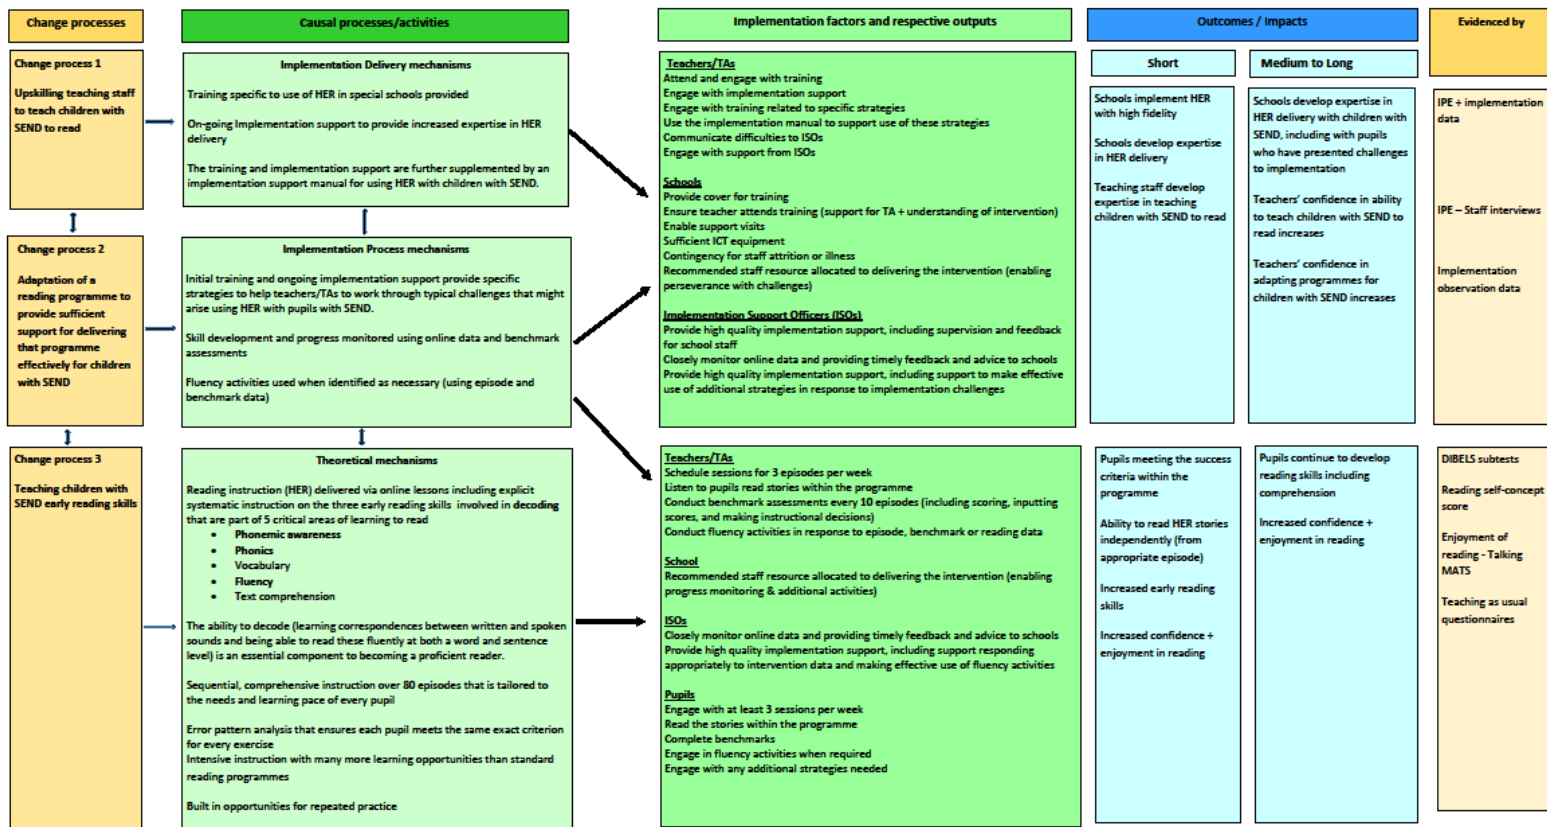 Change processes
Causal processes/activities
Implementation factors and respective outputs
Outcomes / Impacts
Evidenced by
Change process 1
Upskilling teaching staff
to teach children with
SEND to read
Implementation Delivery mechanisms
Training specific to use of HER in special schools provided
On-going Implementation support to provide increased expertise in HER
delivery
The training and implementation support are further supplemented by an
implementation support manual for using HER with children with SEND.
Teachers/TAs
Attend and engage with training
Engage with implementation support
Engage with training related to specific strategies
Use the implementation manual to support use of these strategies
Communicate difficulties to ISOs
Engage with support from ISOs
Schools
Provide cover for training
Ensure teacher attends training (support for TA + understanding of intervention)
Enable support visits
Sufficient ICT equipment
Contingency for staff attrition or illness
Recommended staff resource allocated to delivering the intervention (enabling
perseverance with challenges)
Implementation Support Officers (ISOs)
Provide high quality implementation support, including supervision and feedback
for school staff
Closely monitor online data and providing timely feedback and advice to schools
Provide high quality implementation support, including support to make effective
use of additional strategies in response to implementation challenges
Short
Schools implement HER
with high fidelity
Schools develop expertise
in HER delivery
Teaching staff develop
expertise in teaching
children with SEND to read
Medium to Long
Schools develop expertise in
HER delivery with children with
SEND, including with pupils
who have presented challenges
to implementation
Teachers' confidence in ability
to teach children with SEND to
read increases
Teachers' confidence in
adapting programmes for
children with SEND increases
IPE + implementation
data
IPE – Staff interviews
Implementation
observation data
Change process 2
Adaptation of a
reading programme to
provide sufficient
support for delivering
that programme
effectively for children
with SEND
Implementation Process mechanisms
Initial training and ongoing implementation support provide specific
strategies to help teachers/TAs to work through typical challenges that might
arise using HER with pupils with SEND.
Skill development and progress monitored using online data and benchmark
assessments
Fluency activities used when identified as necessary (using episode and
benchmark data)
Change process 3
Teaching children with
SEND early reading skills
Theoretical mechanisms
Reading instruction (HER) delivered via online lessons including explicit
systematic instruction on the three early reading skills involved in decoding
that are part of 5 critical areas of learning to read
• Phonemic awareness
• Phonics
• Vocabulary
• Fluency
• Text comprehension
The ability to decode (learning correspondences between written and spoken
sounds and being able to read these fluently at both a word and sentence
level) is an essential component to becoming a proficient reader.
Sequential, comprehensive instruction over 80 episodes that is tailored to
the needs and learning pace of every pupil
Error pattern analysis that ensures each pupil meets the same exact criterion
for every exercise
Intensive instruction with many more learning opportunities than standard
reading programmes
Built in opportunities for repeated practice
Teachers/TAs
Schedule sessions for 3 episodes per week
Listen to pupils read stories within the programme
Conduct benchmark assessments every 10 episodes (including scoring, inputting
scores, and making instructional decisions)
Conduct fluency activities in response to episode, benchmark or reading data
School
Recommended staff resource allocated to delivering the intervention (enabling
progress monitoring & additional activities)
ISOs
Closely monitor online data and providing timely feedback and advice to schools
Provide high quality implementation support, including support responding
appropriately to intervention data and making effective use of fluency activities
Pupils
Engage with at least 3 sessions per week
Read the stories within the programme
Complete benchmarks
Engage in fluency activities when required
Engage with any additional strategies needed
Pupils meeting the success
criteria within the
programme
Ability to read HER stories
independently (from
appropriate episode)
Increased early reading
skills
Increased confidence +
enjoyment in reading
Pupils continue to develop
reading skills including
comprehension
Increased confidence +
enjoyment in reading
DIBELS subtests
Reading self-concept
score
Enjoyment of
reading - Talking
MATS
Teaching as usual
questionnaires